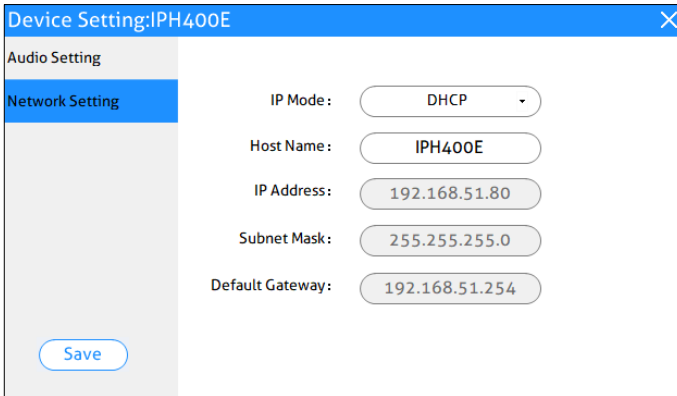 Device Setting:IPH400E
Audio Setting
Network Setting
IP Mode: DHCP
Host Name: IPH400E
IP Address: 192.168.51.80
Subnet Mask: 255.255.255.0
Default Gateway: 192.168.51.254
Save